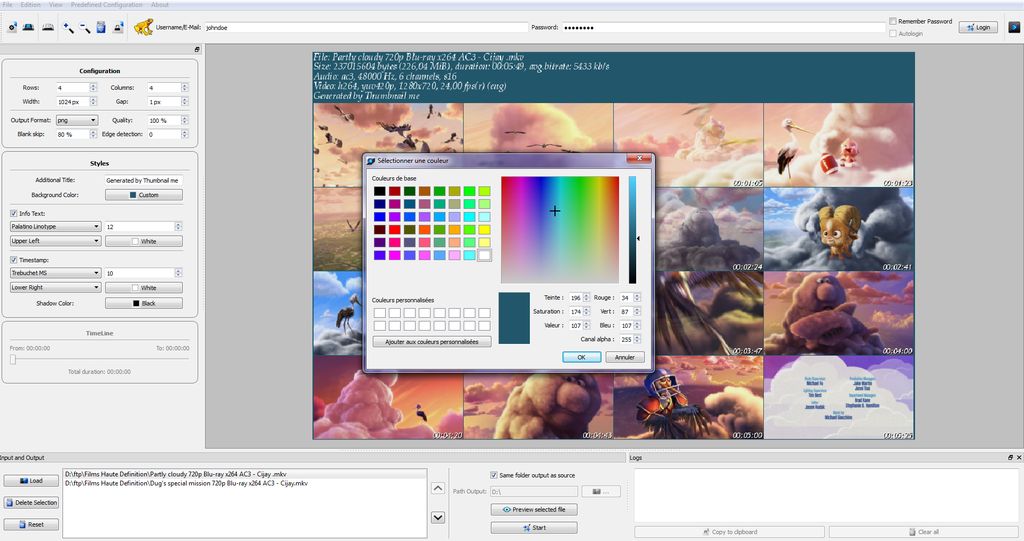 File Edition View Predefined Configuration About
Username/E-Mail: johndoe Password: •••••••• Remember Password Login
Autologin
Configuration
Rows: 4 Columns: 4
Width: 1024 px Gap: 1 px
Output Format: png Quality: 100 %
Blank skip: 80 % Edge detection: 0
Styles
Additional Title: Generated by Thumbnail me
Background Color: Custom
Info Text:
Palatino Linotype 12
Upper Left White
Timestamp:
Trebuchet MS 10
Lower Right White
Shadow Color: Black
TimeLine
From: 00:00:00 To: 00:00:00
Total duration: 00:00:00
File: Partly cloudy 720p Blu-ray x264 AC3 - Cijay .mkv
Size: 237015604 bytes (226,04 MiB), duration: 00:05:49, avg.bitrate: 5433 kb/s
Audio: ac3, 48000 Hz, 6 channels, s16
Video: h264, yuv420p, 1280x720, 24,00 fps(r) (eng)
Generated by Thumbnail me
00:01:05 00:01:23
00:02:24 00:02:41
00:03:47 00:04:00
00:04:20 00:04:43 00:05:00 00:05:25
Sélectionner une couleur
Couleurs de base
Couleurs personnalisées
Ajouter aux couleurs personnalisées
Teinte : 196 Rouge : 34
Saturation : 174 Vert : 87
Valeur : 107 Bleu : 107
Canal alpha : 255
OK Annuler
Input and Output
Load
Delete Selection
Reset
D:\ftp\Films Haute Definition\Partly cloudy 720p Blu-ray x264 AC3 - Cijay .mkv
D:\ftp\Films Haute Definition\Dug's special mission 720p Blu-ray x264 AC3 - Cijay.mkv
Same folder output as source
Path Output: D:\ ...
Preview selected file
Start
Logs
Copy to clipboard Clear all